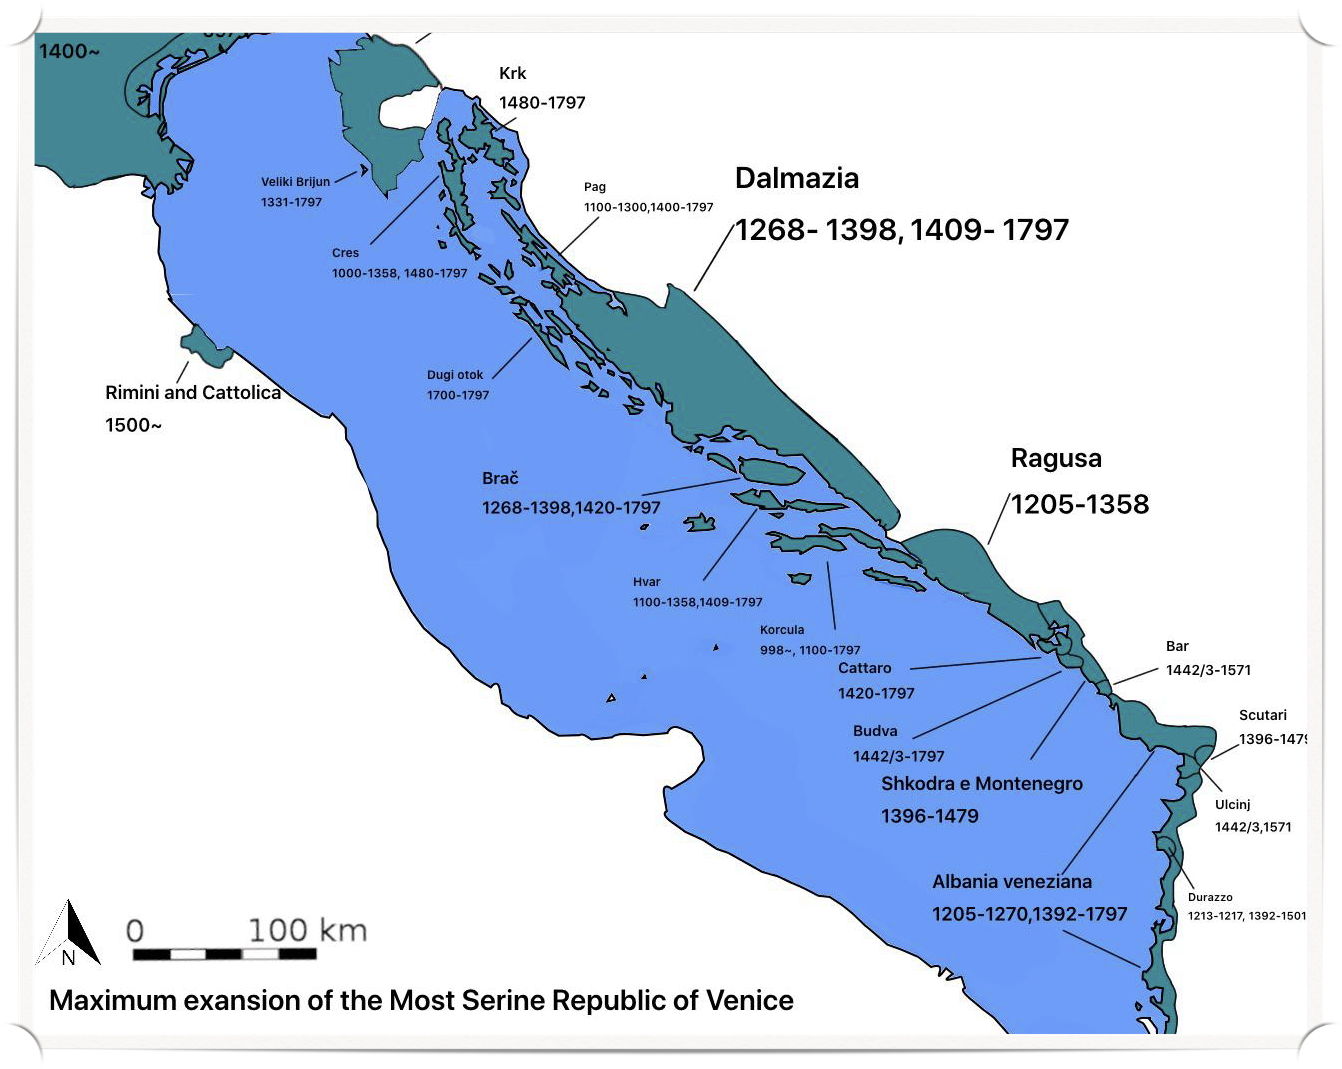 1400~
Krk
1480-1797
Dalmazia
1268- 1398, 1409- 1797
Veliki Brijun
1331-1797
Pag
1100-1300,1400-1797
Cres
1000-1358, 1480-1797
Rimini and Cattolica
1500~
Dugi otok
1700-1797
Brač
1268-1398,1420-1797
Ragusa
1205-1358
Hvar
1100-1358,1409-1797
Korcula
998~, 1100-1797
Cattaro
1420-1797
Bar
1442/3-1571
Budva
1442/3-1797
Scutari
1396-1479
Shkodra e Montenegro
1396-1479
Ulcinj
1442/3,1571
Albania veneziana
1205-1270,1392-1797
Durazzo
1213-1217, 1392-1501
0 100 km
N
Maximum exansion of the Most Serine Republic of Venice